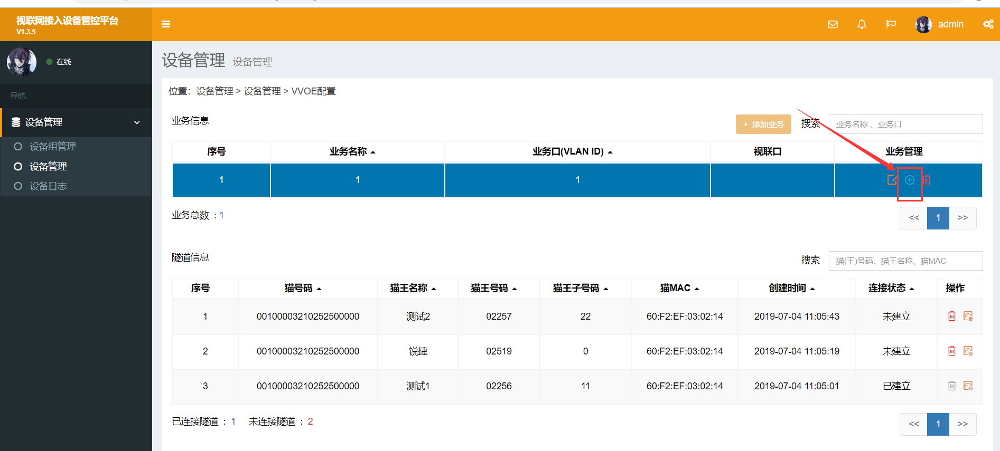 视联网接入设备管控平台
V1.3.5
admin
在线
导航
设备管理
设备组管理
设备管理
设备日志
设备管理 设备管理
位置：设备管理 > 设备管理 > VVOE配置
业务信息
+ 添加业务 搜索 业务名称 、业务口
序号 业务名称 业务口(VLAN ID) 视联口 业务管理
1 1 1
业务总数 : 1
<< 1 >>
隧道信息
搜索 猫(王)号码、猫王名称、猫MAC
序号 猫号码 猫王名称 猫王号码 猫王子号码 猫MAC 创建时间 连接状态 操作
1 00100003210252500000 测试2 02257 22 60:F2:EF:03:02:14 2019-07-04 11:05:43 未建立
2 00100003210252500000 锐捷 02519 0 60:F2:EF:03:02:14 2019-07-04 11:05:19 未建立
3 00100003210252500000 测试1 02256 11 60:F2:EF:03:02:14 2019-07-04 11:05:01 已建立
已连接隧道 : 1 未连接隧道 : 2
<< 1 >>